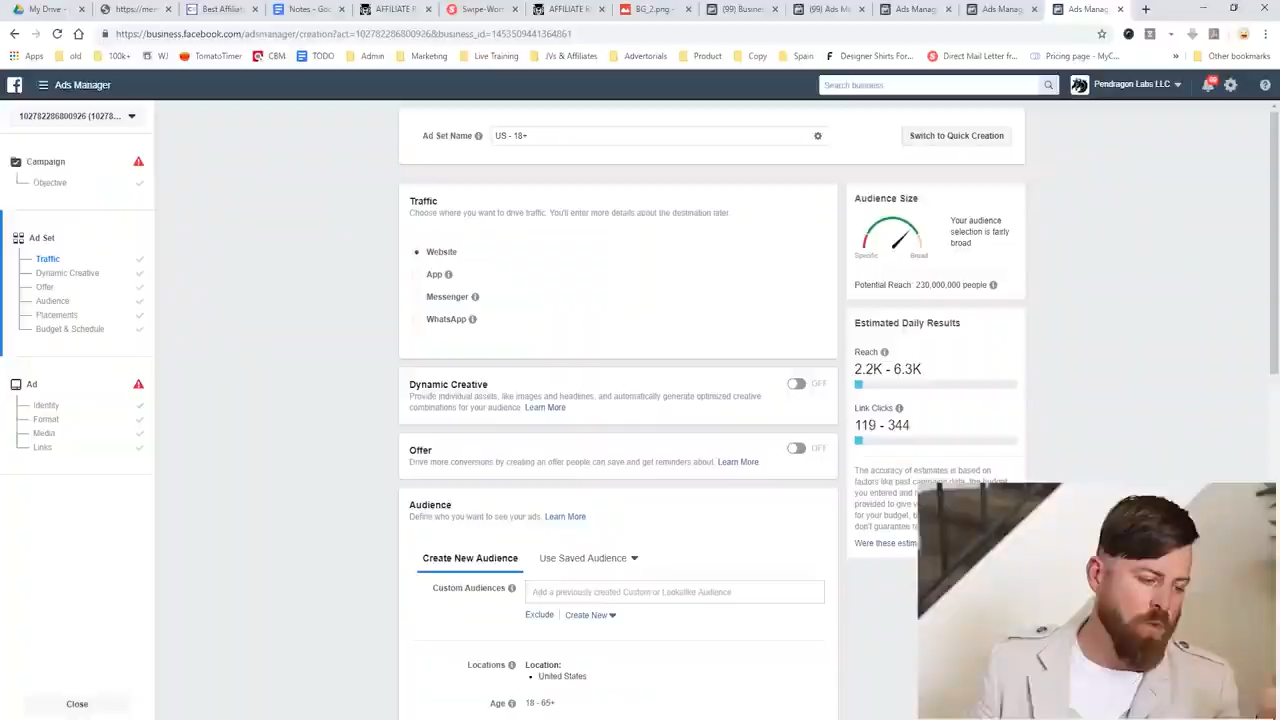 My Drive -
https://mer
Best Affiliate
Notes - Goo
AFFILIATE R
Swipe-Wor
AFFILIATE R
BG_2.png -
(99) Busine
(99) Ads M
Ads Manag
Ads Manag
Ads Manag
https://business.facebook.com/adsmanager/creation?act=102782286800926&business_id=1453509441364861
Apps
old
100k+
WJ
TomatoTimer
CBM
TODO
Admin
Marketing
Live Training
JVs & Affiliates
Advertorials
Product
Copy
Spain
Designer Shirts For...
Direct Mail Letter fr...
Pricing page - MyC...
»
Other bookmarks
Ads Manager
Search business
Pendragon Labs LLC
102782286800926 (10278...
Ad Set Name
US - 18+
Switch to Quick Creation
Campaign
Objective
Ad Set
Traffic
Dynamic Creative
Offer
Audience
Placements
Budget & Schedule
Ad
Identity
Format
Media
Links
Close
Traffic
Choose where you want to drive traffic. You'll enter more details about the destination later.
Website
App
Messenger
WhatsApp
Dynamic Creative
OFF
Provide individual assets, like images and headlines, and automatically generate optimized creative
combinations for your audience. Learn More
Offer
OFF
Drive more conversions by creating an offer people can save and get reminders about. Learn More
Audience
Define who you want to see your ads. Learn More
Create New Audience
Use Saved Audience
Custom Audiences
Add a previously created Custom or Lookalike Audience
Exclude
Create New
Locations
Location:
United States
Age
18 - 65+
Audience Size
Your audience
selection is fairly
broad
Specific
Broad
Potential Reach: 230,000,000 people
Estimated Daily Results
Reach
2.2K - 6.3K
Link Clicks
119 - 344
The accuracy of estimates is based on
factors like past campaign data, the budget
you entered and
provided to give
for your budget,
don't guarantee
Were these estim